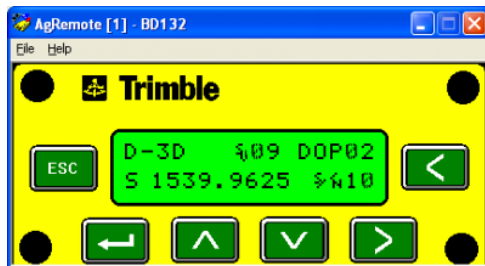 AgRemote [1] - BD132
File Help
Trimble
ESC
D-3D 09 DOP02
S 1539.9625 10